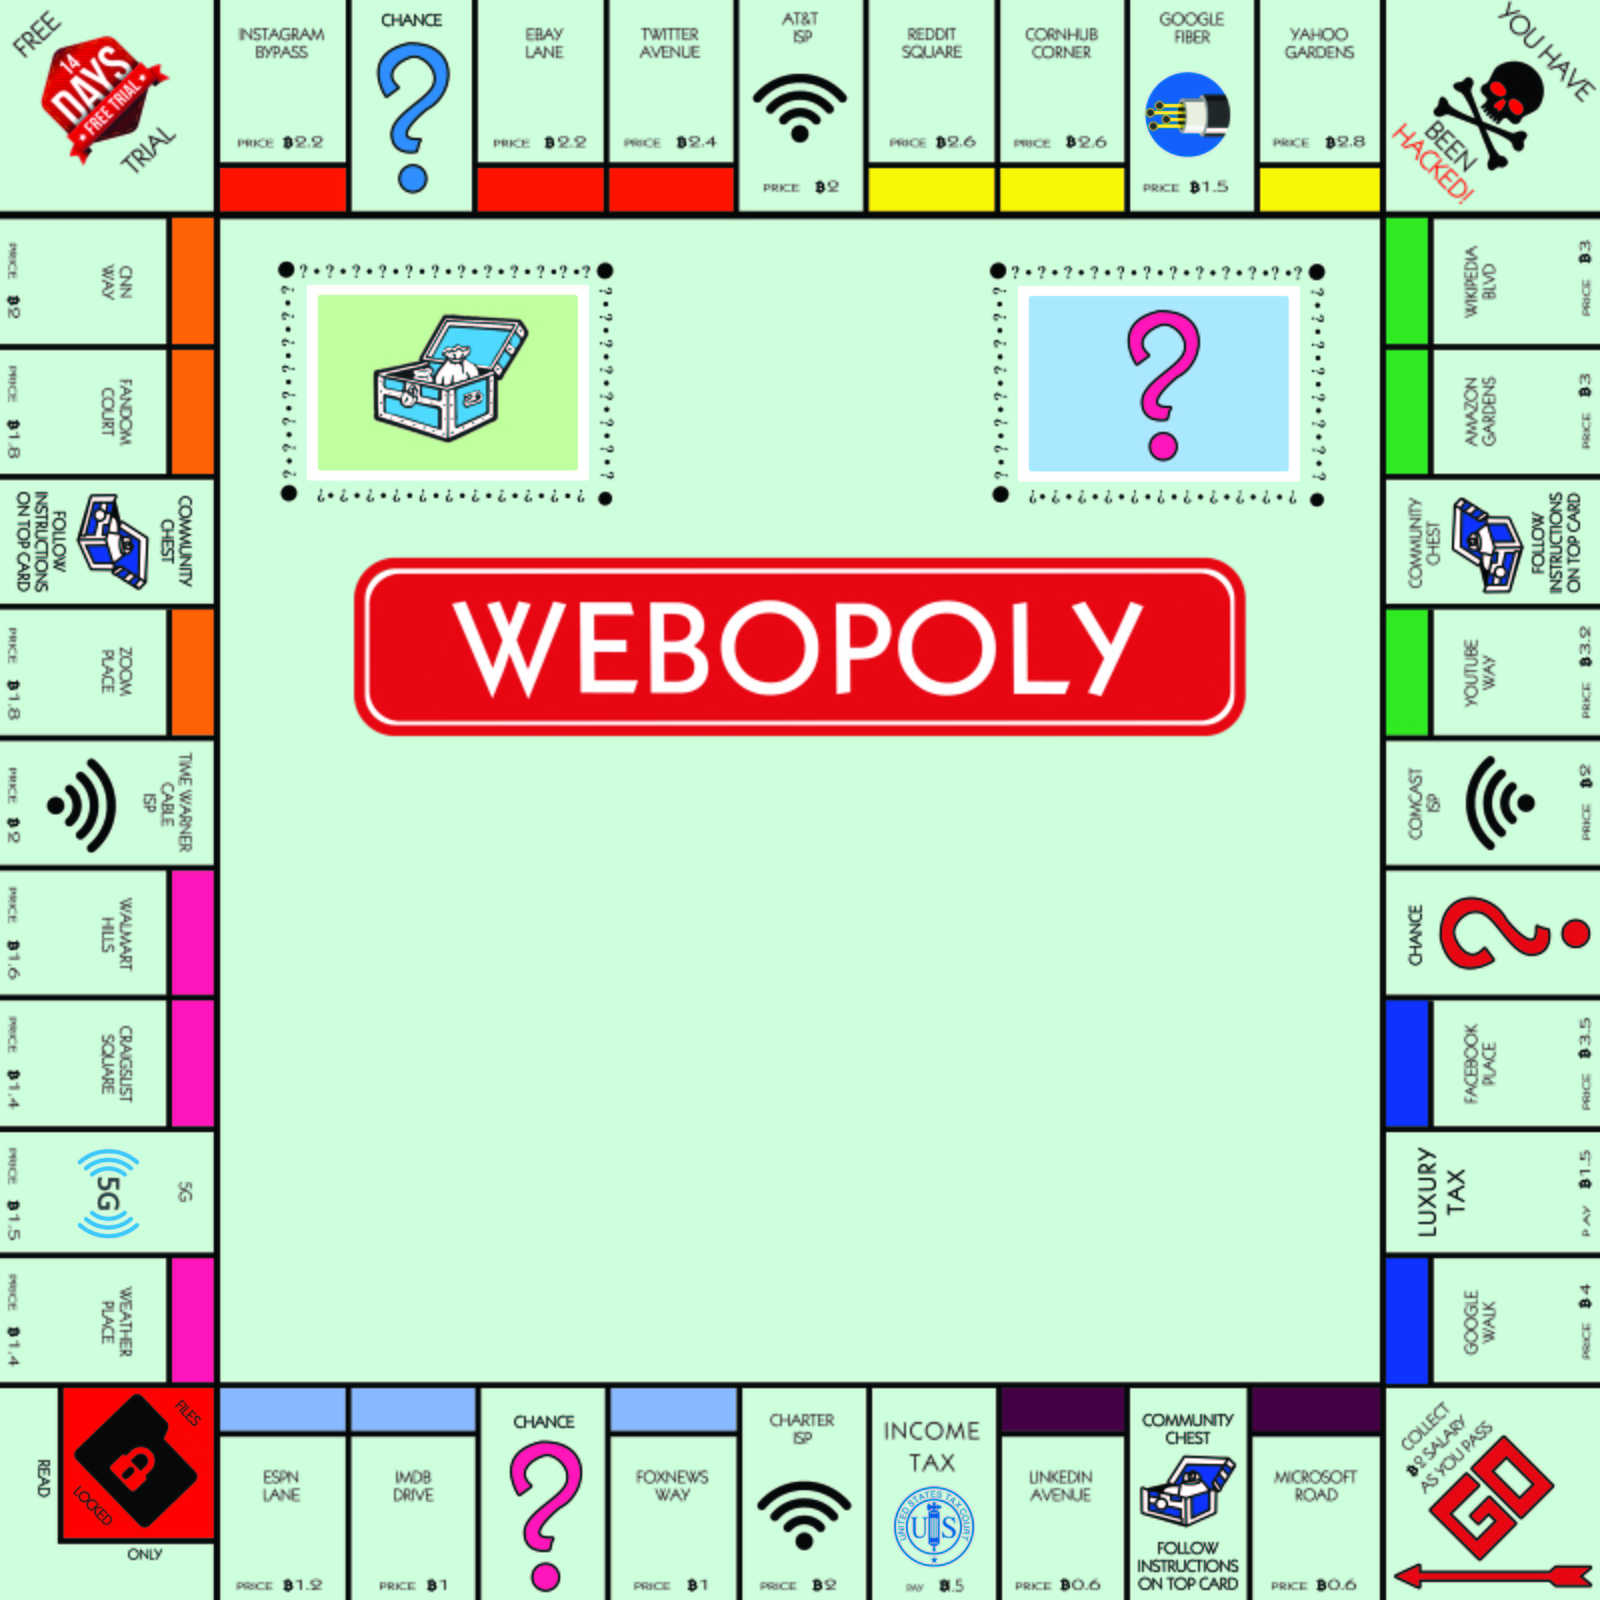 FREE
14
DAYS
FREE TRIAL
TRIAL
INSTAGRAM
BYPASS
PRICE ₿2.2
CHANCE
?
EBAY
LANE
PRICE ₿2.2
TWITTER
AVENUE
PRICE ₿2.4
AT&T
ISP
PRICE ₿2
REDDIT
SQUARE
PRICE ₿2.6
CORNHUB
CORNER
PRICE ₿2.6
GOOGLE
FIBER
PRICE ₿1.5
YAHOO
GARDENS
PRICE ₿2.8
YOU HAVE
BEEN
HACKED!
WIKIPEDIA
BLVD
PRICE ₿3
AMAZON
GARDENS
PRICE ₿3
COMMUNITY
CHEST
FOLLOW
INSTRUCTIONS
ON TOP CARD
YOUTUBE
WAY
PRICE ₿3.2
COMCAST
ISP
PRICE ₿2
CHANCE
?
FACEBOOK
PLACE
PRICE ₿3.5
LUXURY
TAX
PAY ₿1.5
GOOGLE
WALK
PRICE ₿4
COLLECT
₿2 SALARY
AS YOU PASS
GO
MICROSOFT
ROAD
PRICE ₿0.6
COMMUNITY
CHEST
FOLLOW
INSTRUCTIONS
ON TOP CARD
LINKEDIN
AVENUE
PRICE ₿0.6
INCOME
TAX
UNITED STATES TAX COURT
US
PAY ₿1.5
CHARTER
ISP
PRICE ₿2
FOXNEWS
WAY
PRICE ₿1
CHANCE
?
IMDB
DRIVE
PRICE ₿1
ESPN
LANE
PRICE ₿1.2
READ
ONLY
FILES
LOCKED
WEATHER
PLACE
PRICE ₿1.4
5G
5G
PRICE ₿1.5
CRAIGSLIST
SQUARE
PRICE ₿1.4
WALMART
HILLS
PRICE ₿1.6
TIME WARNER
CABLE
ISP
PRICE ₿2
ZOOM
PLACE
PRICE ₿1.8
COMMUNITY
CHEST
FOLLOW
INSTRUCTIONS
ON TOP CARD
FANDOM
COURT
PRICE ₿1.8
CNN
WAY
PRICE ₿2
?
WEBOPOLY